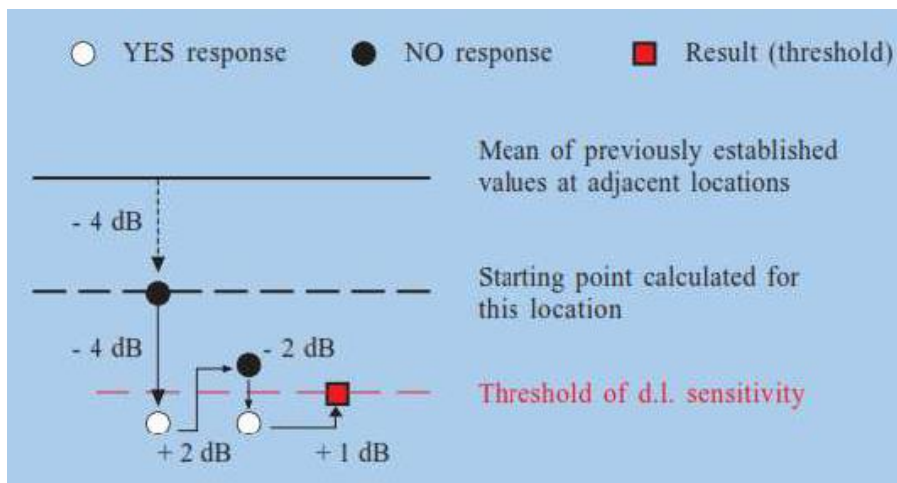 YES response NO response Result (threshold)
Mean of previously established
values at adjacent locations
- 4 dB
Starting point calculated for
this location
- 4 dB
- 2 dB
Threshold of d.l. sensitivity
+ 2 dB
+ 1 dB